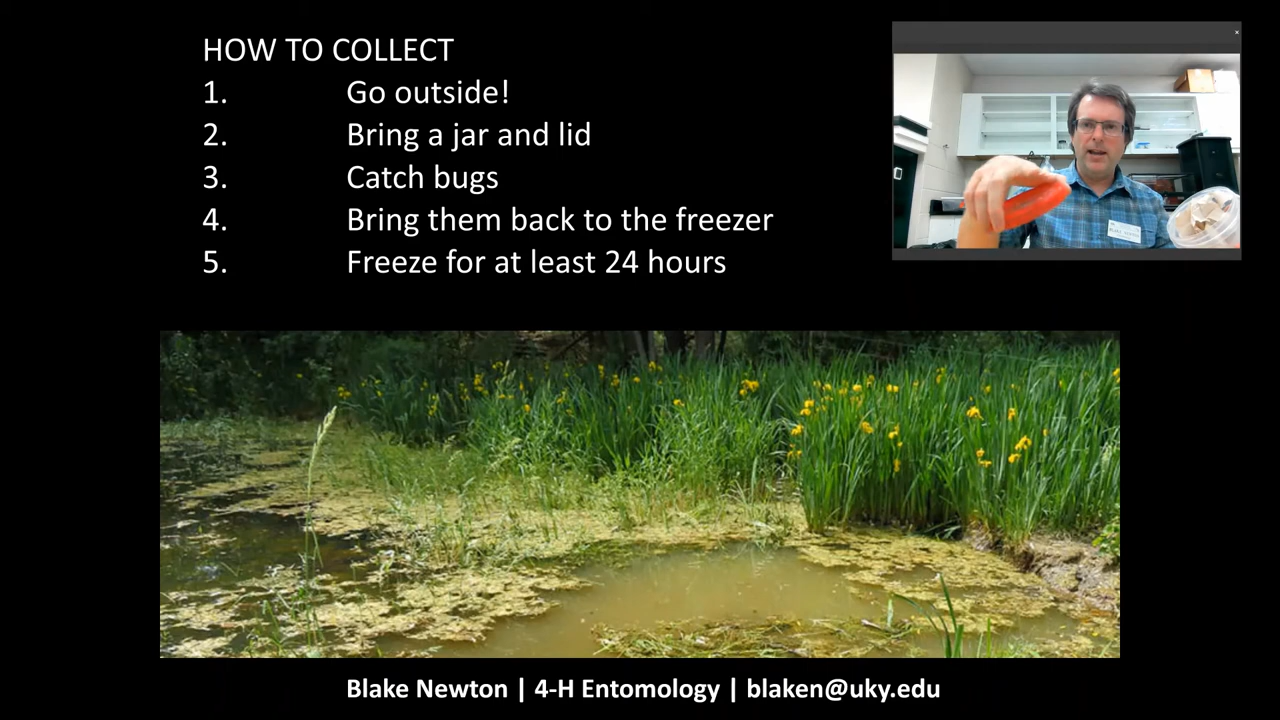 HOW TO COLLECT
1. Go outside!
2. Bring a jar and lid
3. Catch bugs
4. Bring them back to the freezer
5. Freeze for at least 24 hours
Blake Newton | 4-H Entomology | blaken@uky.edu